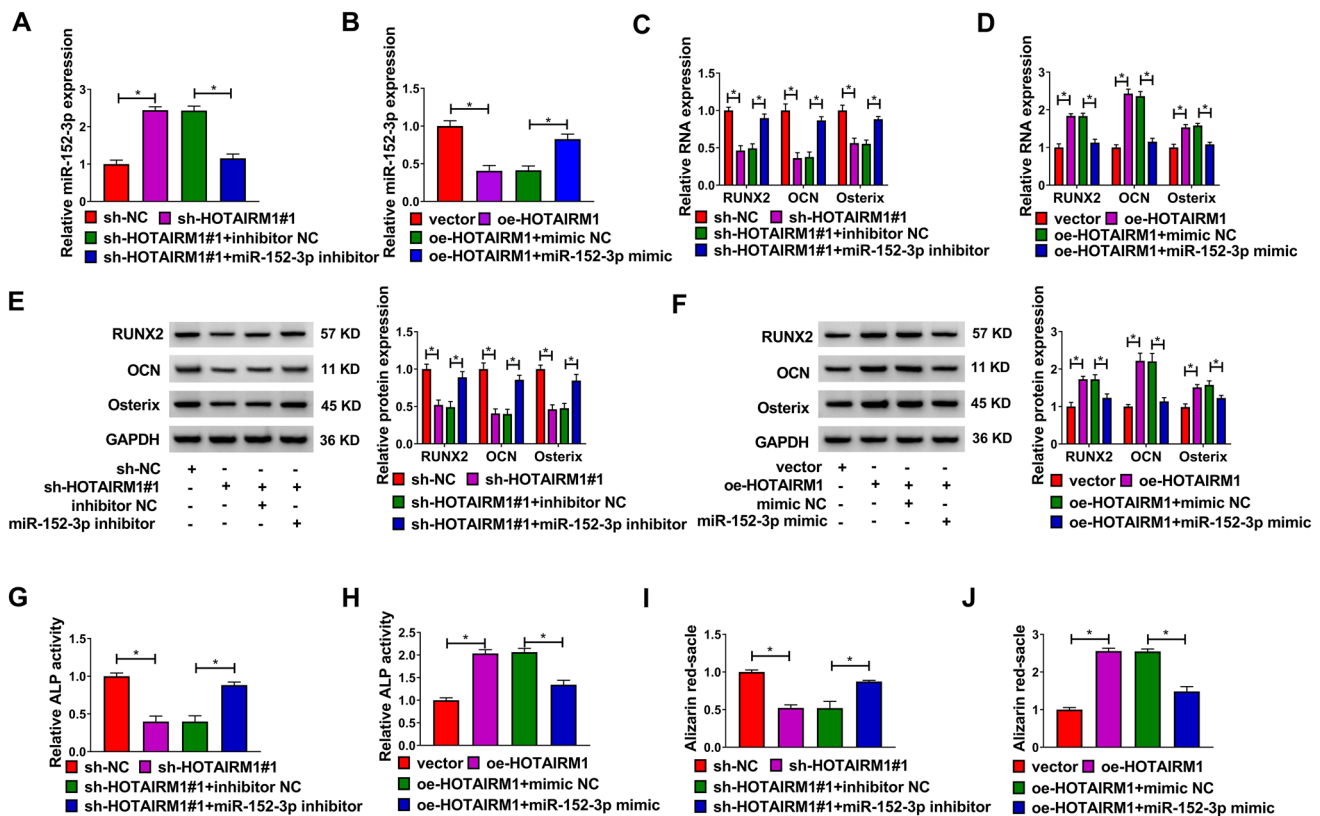 A
Relative miR-152-3p expression
3
2
1
0
*
*
sh-NC sh-HOTAIRM1#1
sh-HOTAIRM1#1+inhibitor NC
sh-HOTAIRM1#1+miR-152-3p inhibitor
B
Relative miR-152-3p expression
1.5
1.0
0.5
0.0
*
*
vector oe-HOTAIRM1
oe-HOTAIRM1+mimic NC
oe-HOTAIRM1+miR-152-3p mimic
C
Relative RNA expression
1.5
1.0
0.5
0.0
* * * * * *
RUNX2 OCN Osterix
sh-NC sh-HOTAIRM1#1
sh-HOTAIRM1#1+inhibitor NC
sh-HOTAIRM1#1+miR-152-3p inhibitor
D
Relative RNA expression
3
2
1
0
* * * * * *
RUNX2 OCN Osterix
vector oe-HOTAIRM1
oe-HOTAIRM1+mimic NC
oe-HOTAIRM1+miR-152-3p mimic
E
RUNX2 57 KD
OCN 11 KD
Osterix 45 KD
GAPDH 36 KD
sh-NC + - - -
sh-HOTAIRM1#1 - + + +
inhibitor NC - - + -
miR-152-3p inhibitor - - - +
Relative protein expression
1.5
1.0
0.5
0.0
* * * * * *
RUNX2 OCN Osterix
sh-NC sh-HOTAIRM1#1
sh-HOTAIRM1#1+inhibitor NC
sh-HOTAIRM1#1+miR-152-3p inhibitor
F
RUNX2 57 KD
OCN 11 KD
Osterix 45 KD
GAPDH 36 KD
vector + - - -
oe-HOTAIRM1 - + + +
mimic NC - - + -
miR-152-3p mimic - - - +
Relative protein expression
3
2
1
0
* * * * * *
RUNX2 OCN Osterix
vector oe-HOTAIRM1
oe-HOTAIRM1+mimic NC
oe-HOTAIRM1+miR-152-3p mimic
G
Relative ALP activity
1.5
1.0
0.5
0.0
*
*
sh-NC sh-HOTAIRM1#1
sh-HOTAIRM1#1+inhibitor NC
sh-HOTAIRM1#1+miR-152-3p inhibitor
H
Relative ALP activity
2.5
2.0
1.5
1.0
0.5
0.0
*
*
vector oe-HOTAIRM1
oe-HOTAIRM1+mimic NC
oe-HOTAIRM1+miR-152-3p mimic
I
Alizarin red-sacle
1.5
1.0
0.5
0.0
*
*
sh-NC sh-HOTAIRM1#1
sh-HOTAIRM1#1+inhibitor NC
sh-HOTAIRM1#1+miR-152-3p inhibitor
J
Alizarin red-sacle
3
2
1
0
*
*
vector oe-HOTAIRM1
oe-HOTAIRM1+mimic NC
oe-HOTAIRM1+miR-152-3p mimic